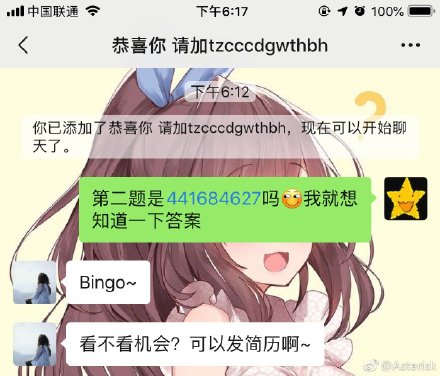 中国联通 下午6:17 100%
恭喜你 请加tzcccdgwthbh
下午6:12
你已添加了恭喜你 请加tzcccdgwthbh，现在可以开始聊
天了。
第二题是441684627吗我就想
知道一下答案
Bingo~
看不看机会？可以发简历啊~
@Asterisk